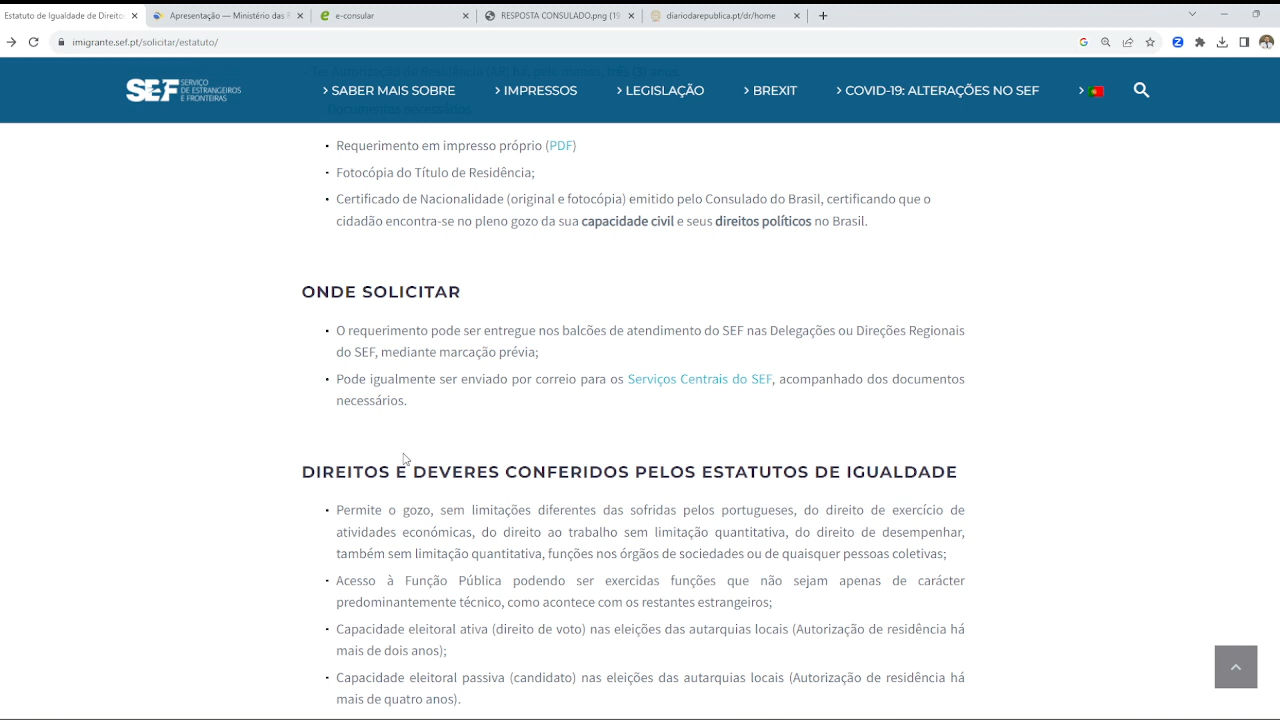 Estatuto de Igualdade de Direito
Apresentação — Ministério das R
e-consular
RESPOSTA CONSULADO.png (19
diariodarepublica.pt/dr/home
imigrante.sef.pt/solicitar/estatuto/
Ter Autorização de Residência (AR) há, pelo menos, três (3) anos.
SEF SERVIÇO
DE ESTRANGEIROS
E FRONTEIRAS
SABER MAIS SOBRE
IMPRESSOS
LEGISLAÇÃO
BREXIT
COVID-19: ALTERAÇÕES NO SEF
Documentos necessários
Requerimento em impresso próprio (PDF)
Fotocópia do Título de Residência;
Certificado de Nacionalidade (original e fotocópia) emitido pelo Consulado do Brasil, certificando que o
cidadão encontra-se no pleno gozo da sua capacidade civil e seus direitos políticos no Brasil.
ONDE SOLICITAR
O requerimento pode ser entregue nos balcões de atendimento do SEF nas Delegações ou Direções Regionais
do SEF, mediante marcação prévia;
Pode igualmente ser enviado por correio para os Serviços Centrais do SEF, acompanhado dos documentos
necessários.
DIREITOS E DEVERES CONFERIDOS PELOS ESTATUTOS DE IGUALDADE
Permite o gozo, sem limitações diferentes das sofridas pelos portugueses, do direito de exercício de
atividades económicas, do direito ao trabalho sem limitação quantitativa, do direito de desempenhar,
também sem limitação quantitativa, funções nos órgãos de sociedades ou de quaisquer pessoas coletivas;
Acesso à Função Pública podendo ser exercidas funções que não sejam apenas de carácter
predominantemente técnico, como acontece com os restantes estrangeiros;
Capacidade eleitoral ativa (direito de voto) nas eleições das autarquias locais (Autorização de residência há
mais de dois anos);
Capacidade eleitoral passiva (candidato) nas eleições das autarquias locais (Autorização de residência há
mais de quatro anos).